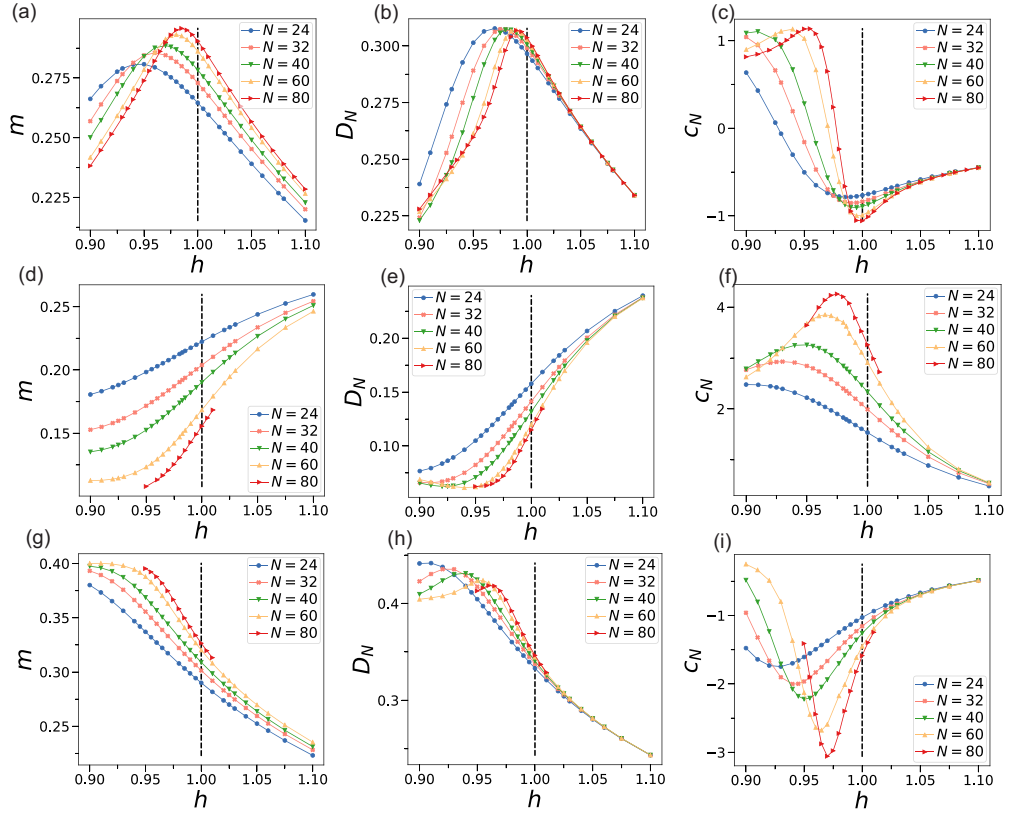 (a)
m
0.275
0.250
0.225
0.90 0.95 1.00 1.05 1.10
h
N = 24
N = 32
N = 40
N = 60
N = 80
(b)
D_N
0.300
0.275
0.250
0.225
0.90 0.95 1.00 1.05 1.10
h
N = 24
N = 32
N = 40
N = 60
N = 80
(c)
c_N
1
0
−1
0.90 0.95 1.00 1.05 1.10
h
N = 24
N = 32
N = 40
N = 60
N = 80
(d)
m
0.25
0.20
0.15
0.90 0.95 1.00 1.05 1.10
h
N = 24
N = 32
N = 40
N = 60
N = 80
(e)
D_N
0.20
0.15
0.10
0.90 0.95 1.00 1.05 1.10
h
N = 24
N = 32
N = 40
N = 60
N = 80
(f)
c_N
4
2
0.90 0.95 1.00 1.05 1.10
h
N = 24
N = 32
N = 40
N = 60
N = 80
(g)
m
0.40
0.35
0.30
0.25
0.90 0.95 1.00 1.05 1.10
h
N = 24
N = 32
N = 40
N = 60
N = 80
(h)
D_N
0.4
0.3
0.90 0.95 1.00 1.05 1.10
h
N = 24
N = 32
N = 40
N = 60
N = 80
(i)
c_N
−1
−2
−3
0.90 0.95 1.00 1.05 1.10
h
N = 24
N = 32
N = 40
N = 60
N = 80